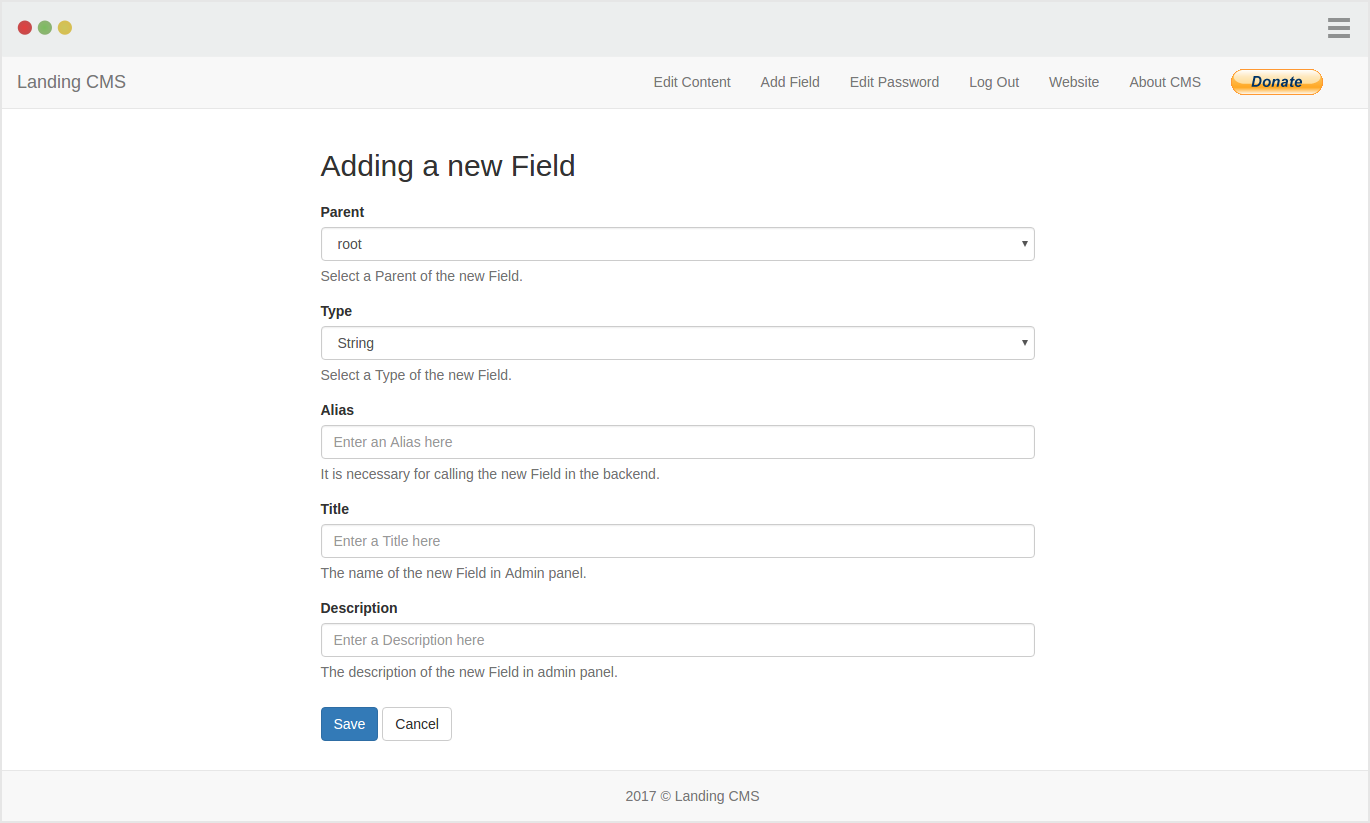 Landing CMS
Edit Content Add Field Edit Password Log Out Website About CMS Donate
Adding a new Field
Parent
root
Select a Parent of the new Field.
Type
String
Select a Type of the new Field.
Alias
Enter an Alias here
It is necessary for calling the new Field in the backend.
Title
Enter a Title here
The name of the new Field in Admin panel.
Description
Enter a Description here
The description of the new Field in admin panel.
Save Cancel
2017 © Landing CMS